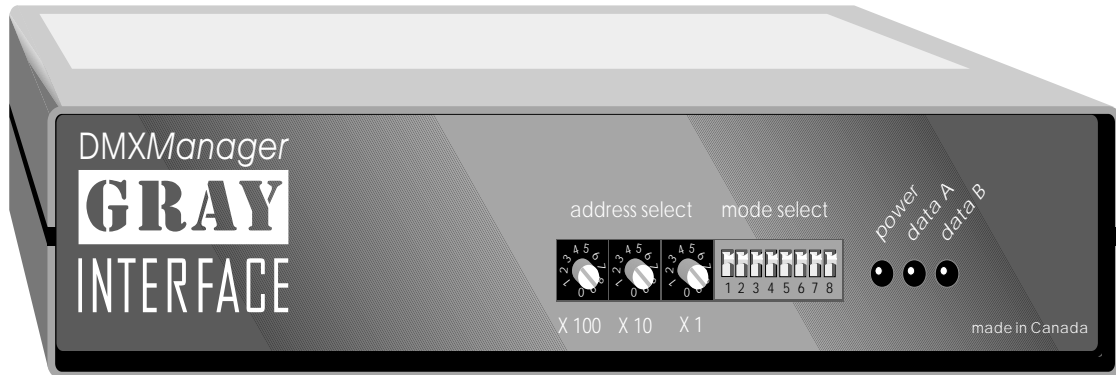 DMXManager
GRAY
INTERFACE
address select mode select
power
data A
data B
1 2 3 4 5 6 7 8
X 100 X 10 X 1
made in Canada